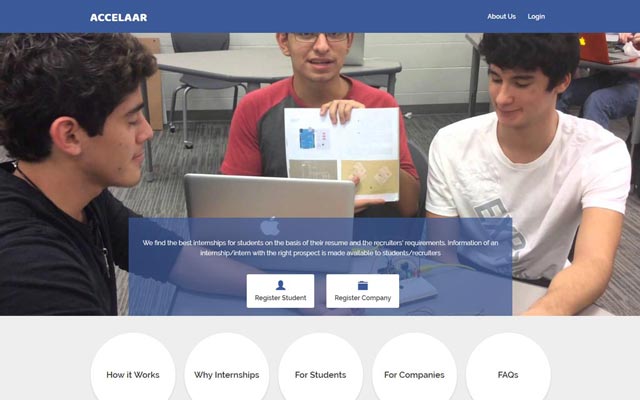 ACCELAAR
About Us
Login
We find the best internships for students on the basis of their resume and the recruiters' requirements. Information of an
internship/intern with the right prospect is made available to students/recruiters
Register Student
Register Company
How it Works
Why Internships
For Students
For Companies
FAQs